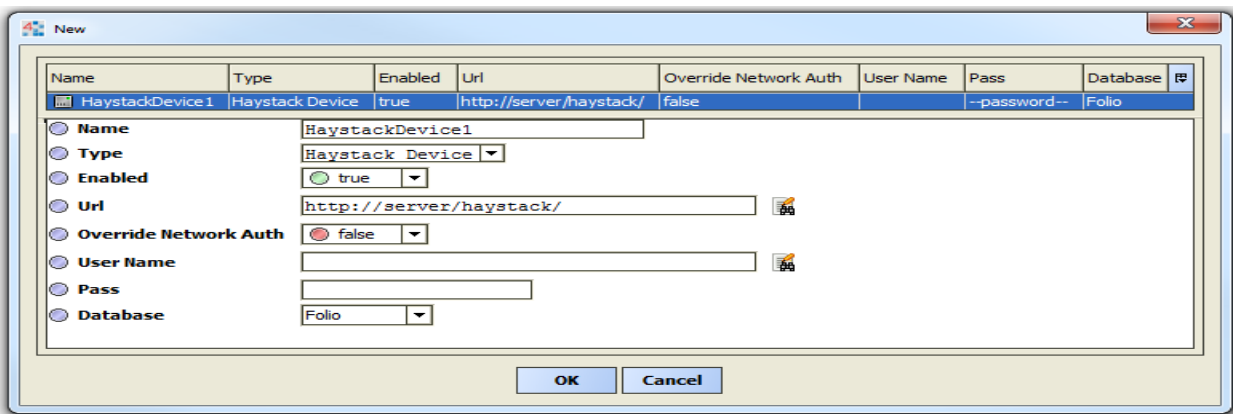 New
Name Type Enabled Url Override Network Auth User Name Pass Database
HaystackDevice1 Haystack Device true http://server/haystack/ false --password-- Folio
Name HaystackDevice1
Type Haystack Device
Enabled true
Url http://server/haystack/
Override Network Auth false
User Name
Pass
Database Folio
OK Cancel